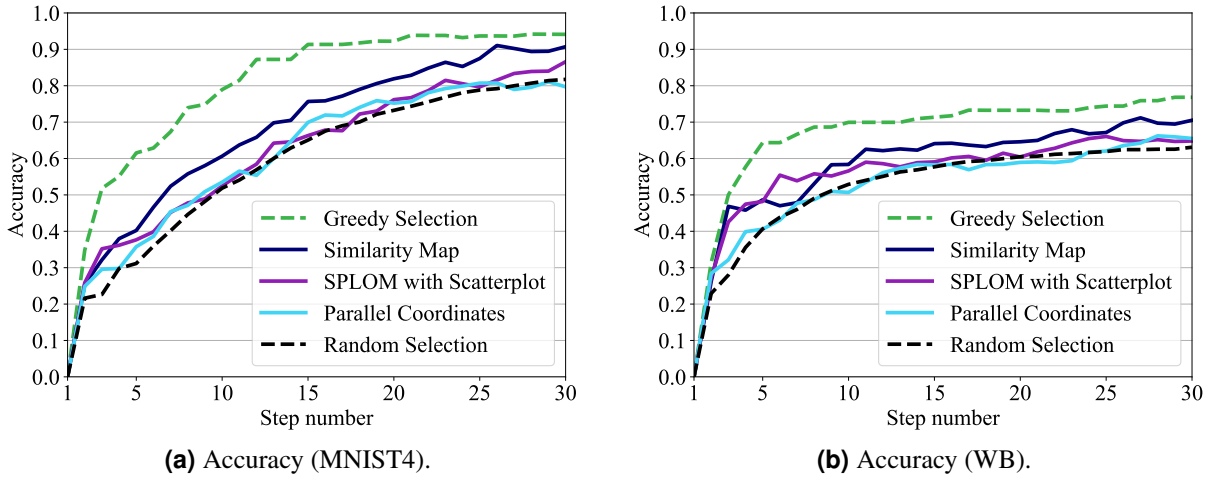 1.0
0.9
0.8
0.7
0.6
0.5
0.4
0.3
0.2
0.1
0.0
Accuracy
Greedy Selection
Similarity Map
SPLOM with Scatterplot
Parallel Coordinates
Random Selection
1 5 10 15 20 25 30
Step number
(a) Accuracy (MNIST4).
1.0
0.9
0.8
0.7
0.6
0.5
0.4
0.3
0.2
0.1
0.0
Accuracy
Greedy Selection
Similarity Map
SPLOM with Scatterplot
Parallel Coordinates
Random Selection
1 5 10 15 20 25 30
Step number
(b) Accuracy (WB).